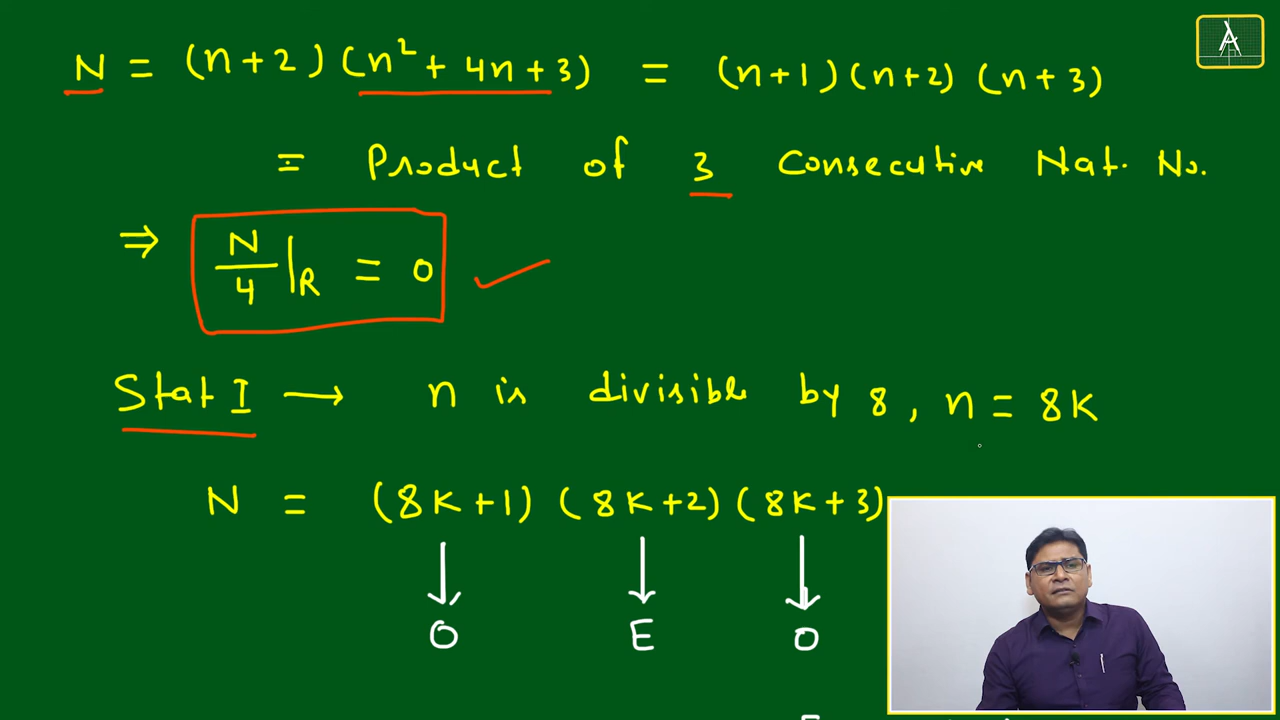 N = (n+2) (n² + 4n + 3) = (n+1) (n+2) (n+3)
= Product of 3 Consecutive Nat. No.
⇒ N/4 |R = 0 ✓
Stat I → n is divisible by 8, n = 8K
N = (8K+1) (8K+2) (8K+3)
↓ ↓ ↓
O E O